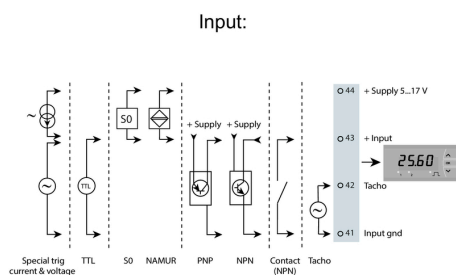 Input:
44 + Supply 5...17 V
S0
+ Supply + Supply
43 + Input
25.60
TTL
42 Tacho
41 Input gnd
Special trig current & voltage
TTL
S0
NAMUR
PNP
NPN
Contact (NPN)
Tacho